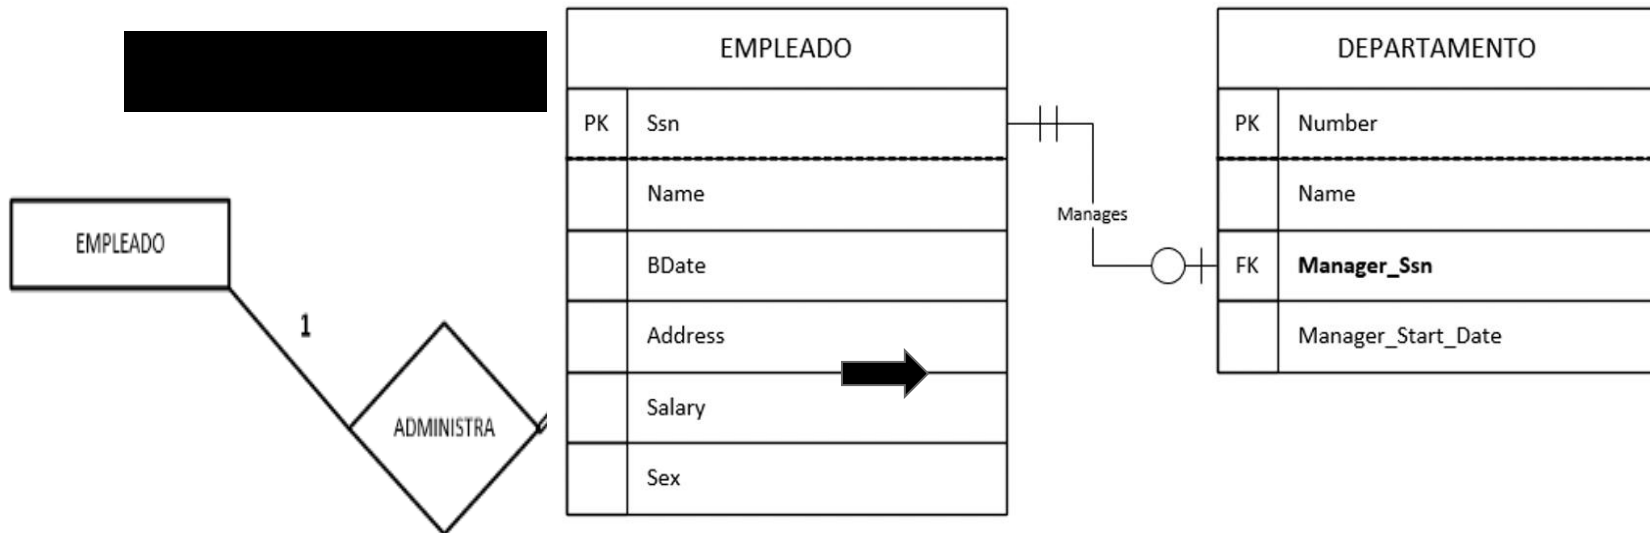 EMPLEADO
1
ADMINISTRA
EMPLEADO
PK Ssn
Name
BDate
Address
Salary
Sex
Manages
DEPARTAMENTO
PK Number
Name
FK Manager_Ssn
Manager_Start_Date